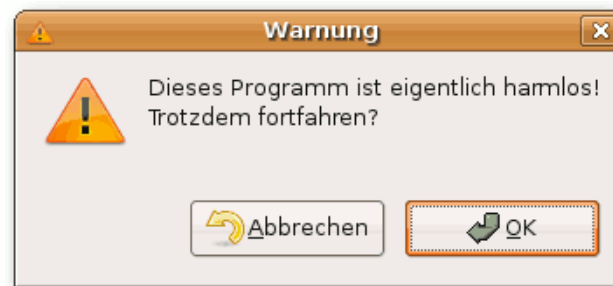 Warnung
Dieses Programm ist eigentlich harmlos!
Trotzdem fortfahren?
Abbrechen
OK